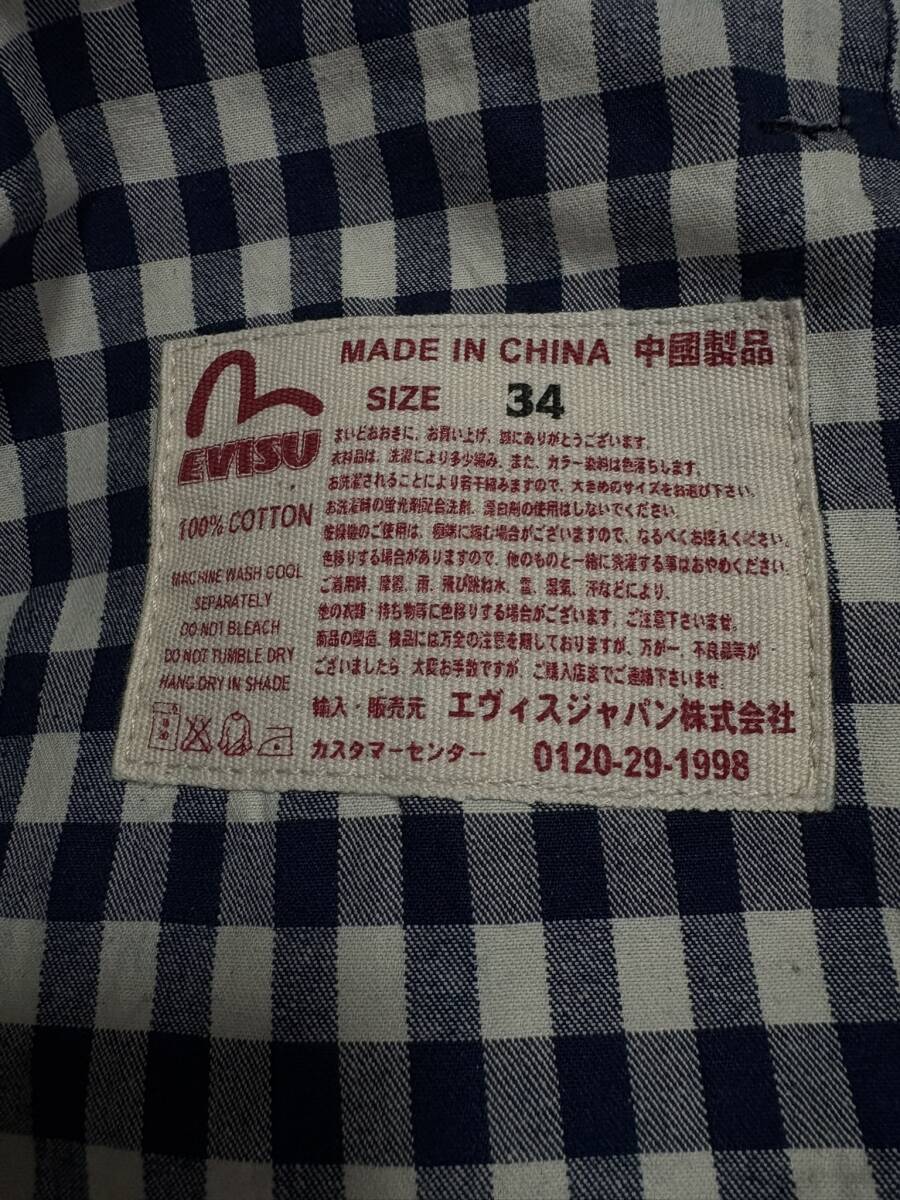 MADE IN CHINA 中國製品
SIZE 34
EVISU
100% COTTON
MACHINE WASH COOL
SEPARATELY
DO NOT BLEACH
DO NOT TUMBLE DRY
HANG DRY IN SHADE
まいどおおきに、お買い上げ、誠にありがとうございます。
衣料品は、洗濯により多少縮み、また、カラー染料は色落ちします。
お洗濯されることにより若干縮みますので、大きめのサイズをお選び下さい。
お洗濯時の蛍光剤配合洗剤、漂白剤の使用はしないでください。
乾燥機のご使用は、極端に縮む場合がございますので、なるべくお控えください。
色移りする場合がありますので、他のものと一緒に洗濯する事はおやめください。
ご着用時、摩擦、雨、飛び跳ね水、雪、湿気、汗などにより、
他の衣類・持ち物等に色移りする場合がございます。ご注意下さいませ。
商品の製造、検品には万全の注意を期しておりますが、万が一、不良品等が
ございましたら、大変お手数ですが、ご購入店までご連絡下さいませ。
輸入・販売元 エヴィスジャパン株式会社
カスタマーセンター 0120-29-1998